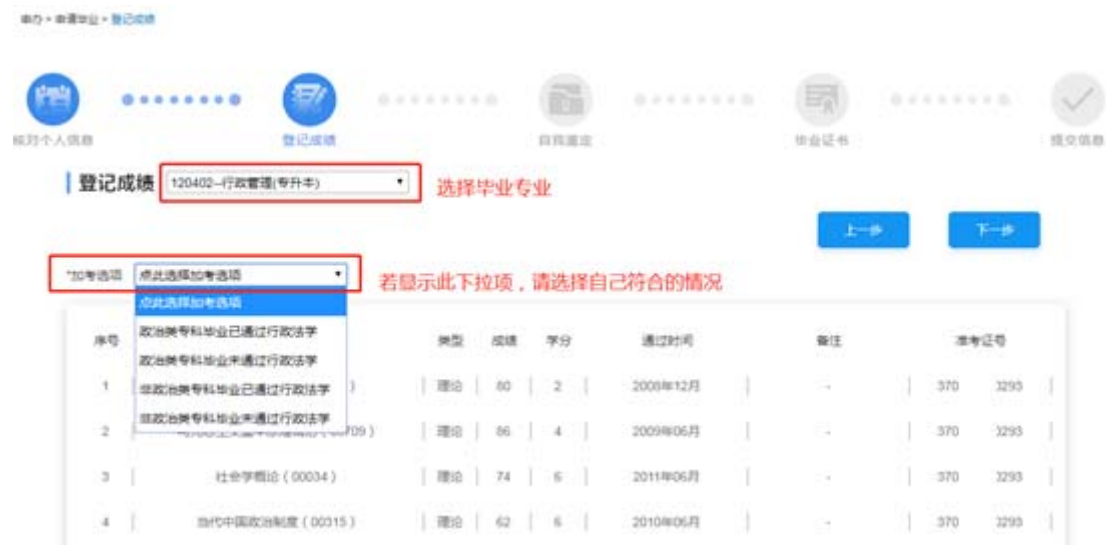 申办 > 申请毕业 > 登记成绩
核对个人信息 登记成绩 自我鉴定 毕业证书 提交信息
登记成绩 120402--行政管理(专升本) 选择毕业专业
上一步 下一步
*加考选项 点此选择加考选项 若显示此下拉项，请选择自己符合的情况
点此选择加考选项
政治类专科毕业已通过行政法学
政治类专科毕业未通过行政法学
非政治类专科毕业已通过行政法学
非政治类专科毕业未通过行政法学
序号 类型 成绩 学分 通过时间 备注 准考证号
1 ) 理论 80 2 2008年12月 - 370 3293
2 709) 理论 86 4 2009年06月 - 370 3293
3 社会学概论(00034) 理论 74 6 2011年06月 - 370 3293
4 当代中国政治制度(00315) 理论 62 6 2010年06月 - 370 3293